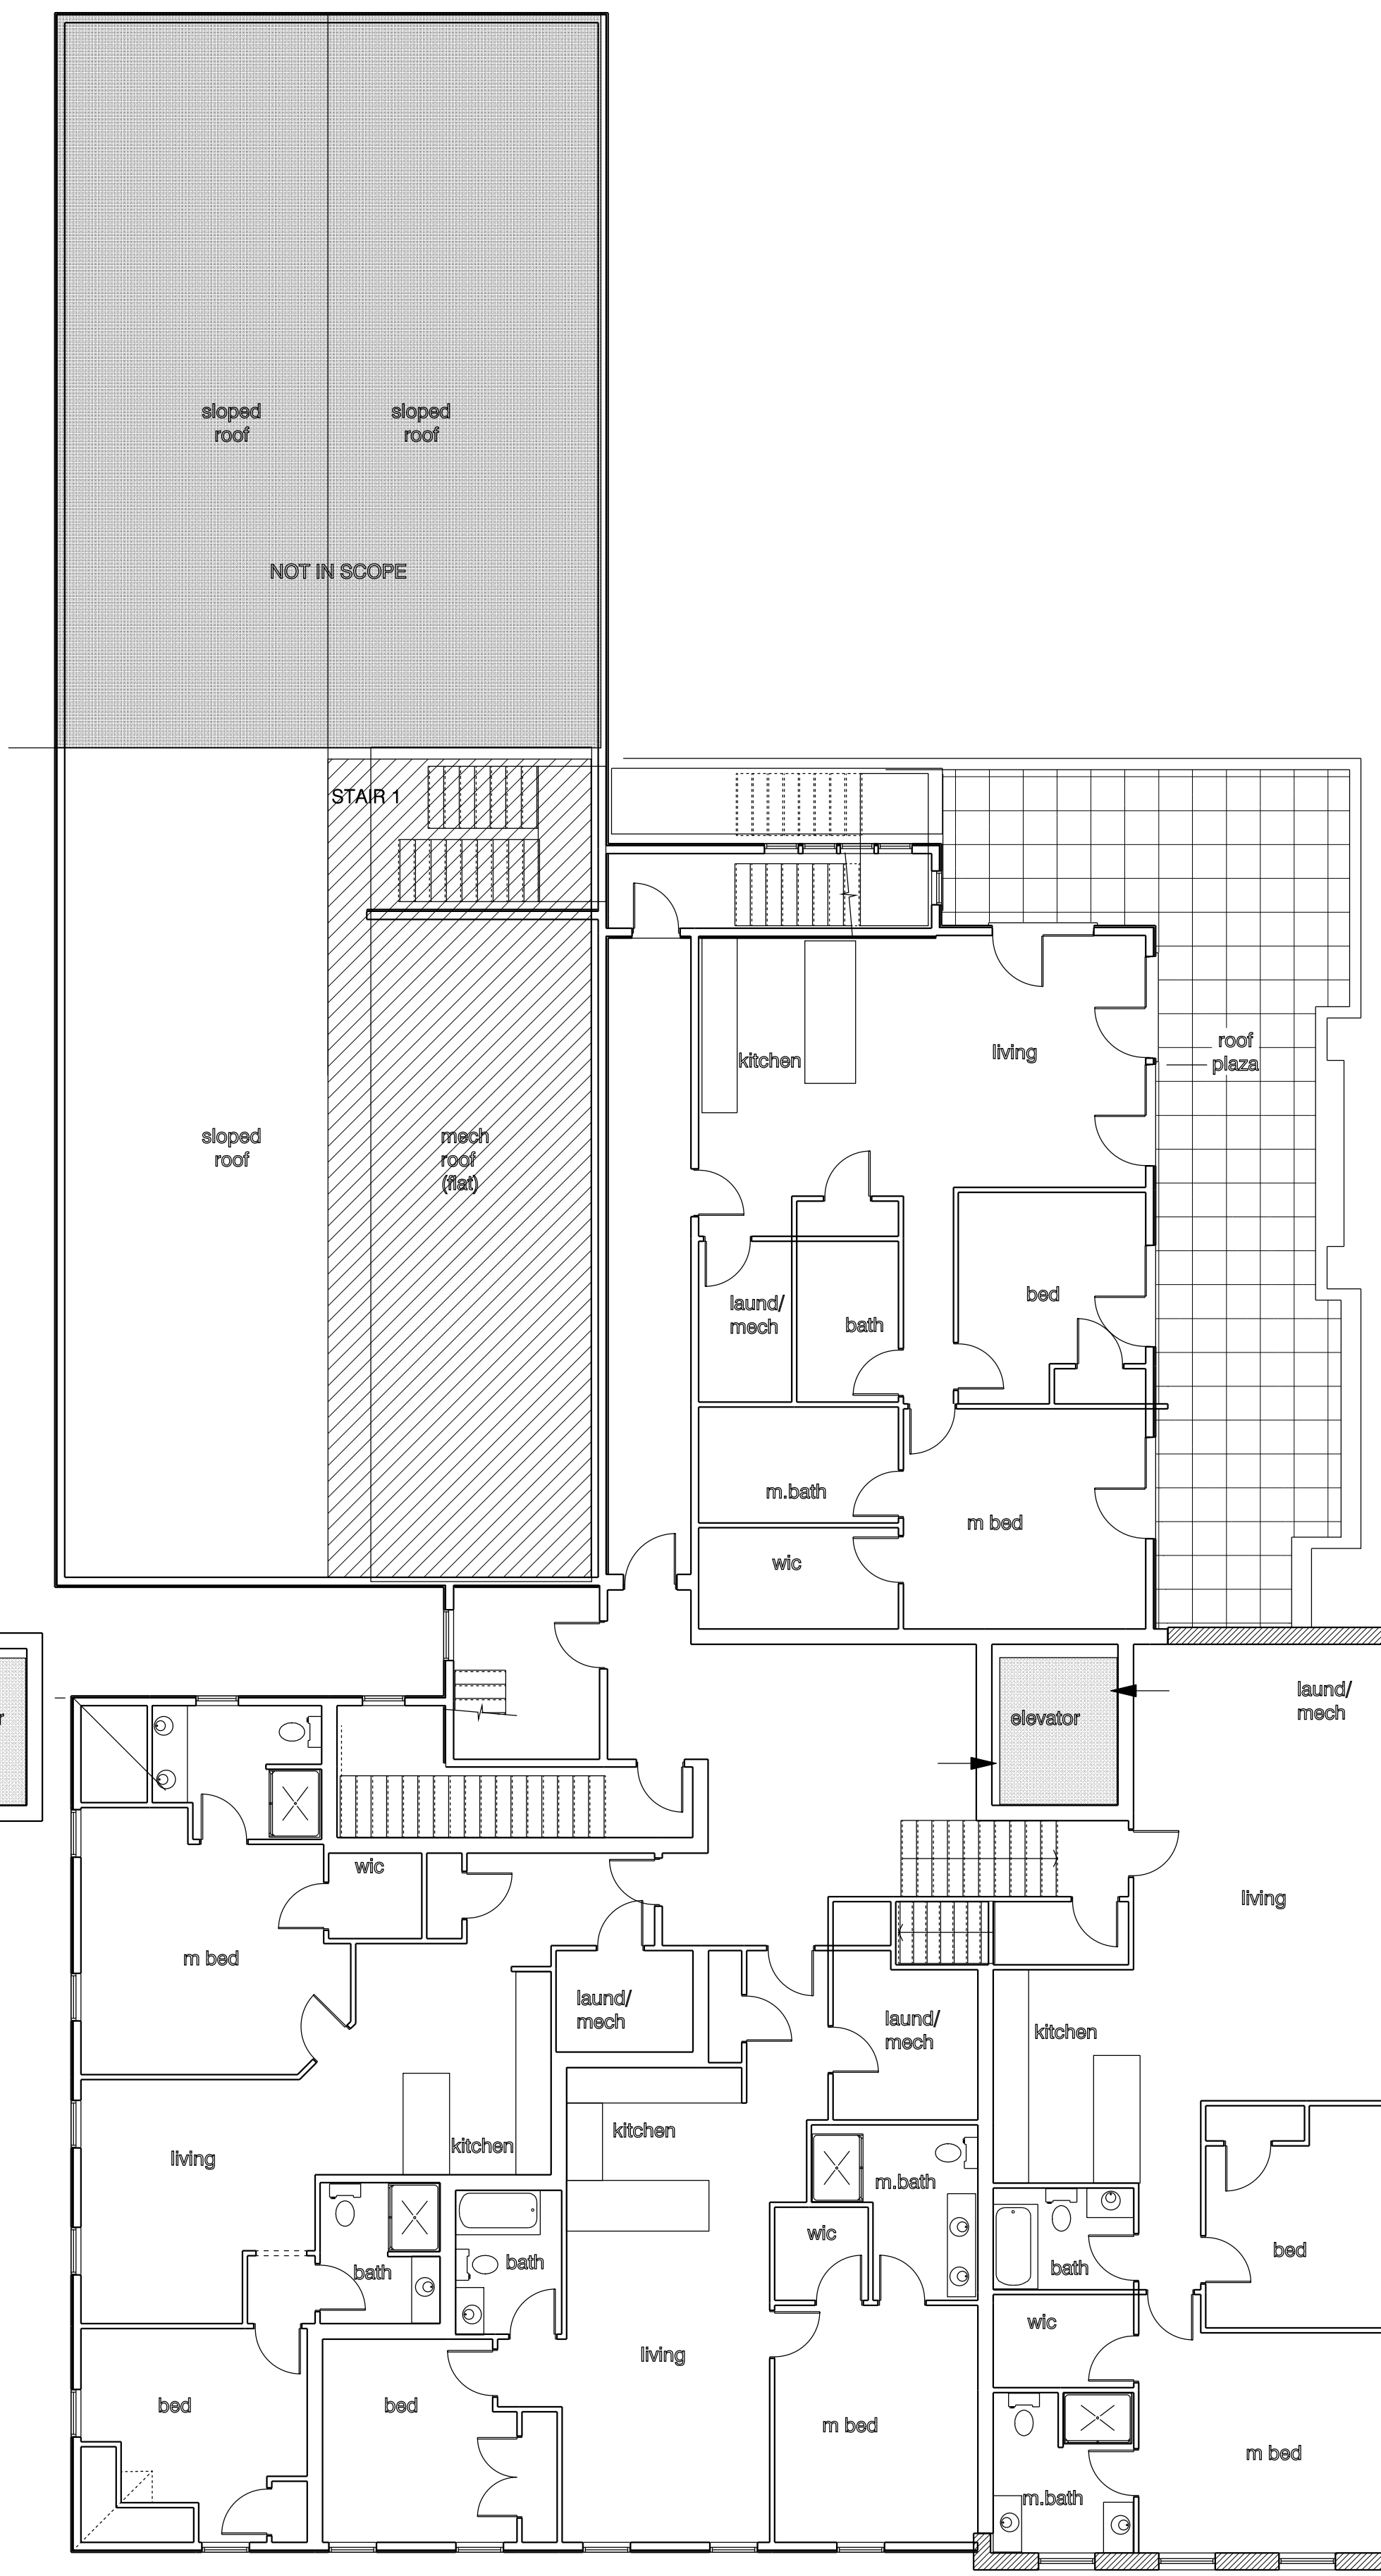 sloped
roof
sloped
roof
NOT IN SCOPE
STAIR 1
kitchen
living
roof
plaza
sloped
roof
mech
roof
(flat)
laund/
mech
bath
bed
m.bath
wic
m bed
elevator
laund/
mech
r
wic
living
m bed
laund/
mech
laund/
mech
kitchen
living
kitchen
kitchen
m.bath
wic
bath
bath
bath
bed
wic
living
bed
bed
m bed
m bed
m.bath